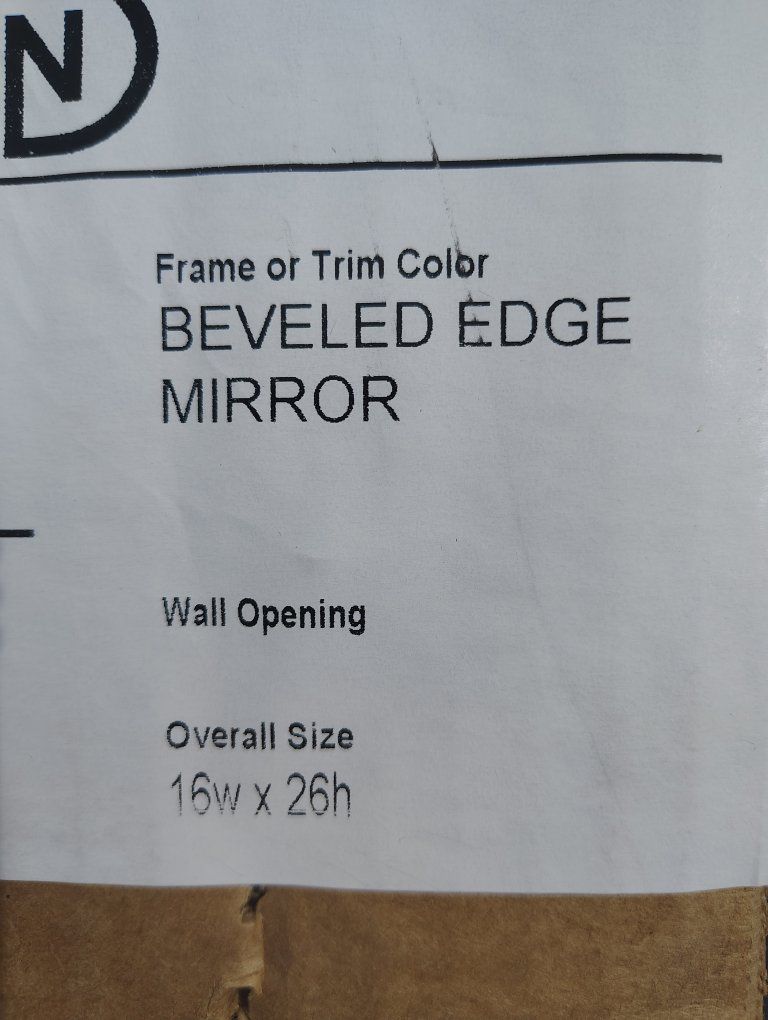 N
Frame or Trim Color
BEVELED EDGE
MIRROR
Wall Opening
Overall Size
16w x 26h